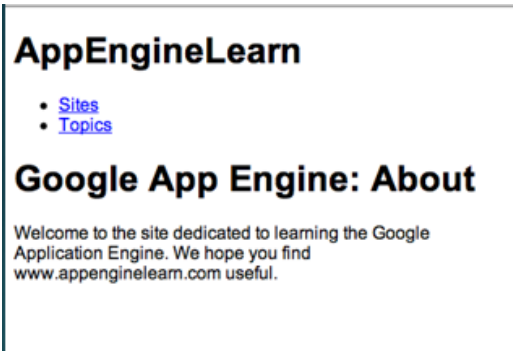 AppEngineLearn
Sites
Topics
Google App Engine: About
Welcome to the site dedicated to learning the Google
Application Engine. We hope you find
www.appenginelearn.com useful.